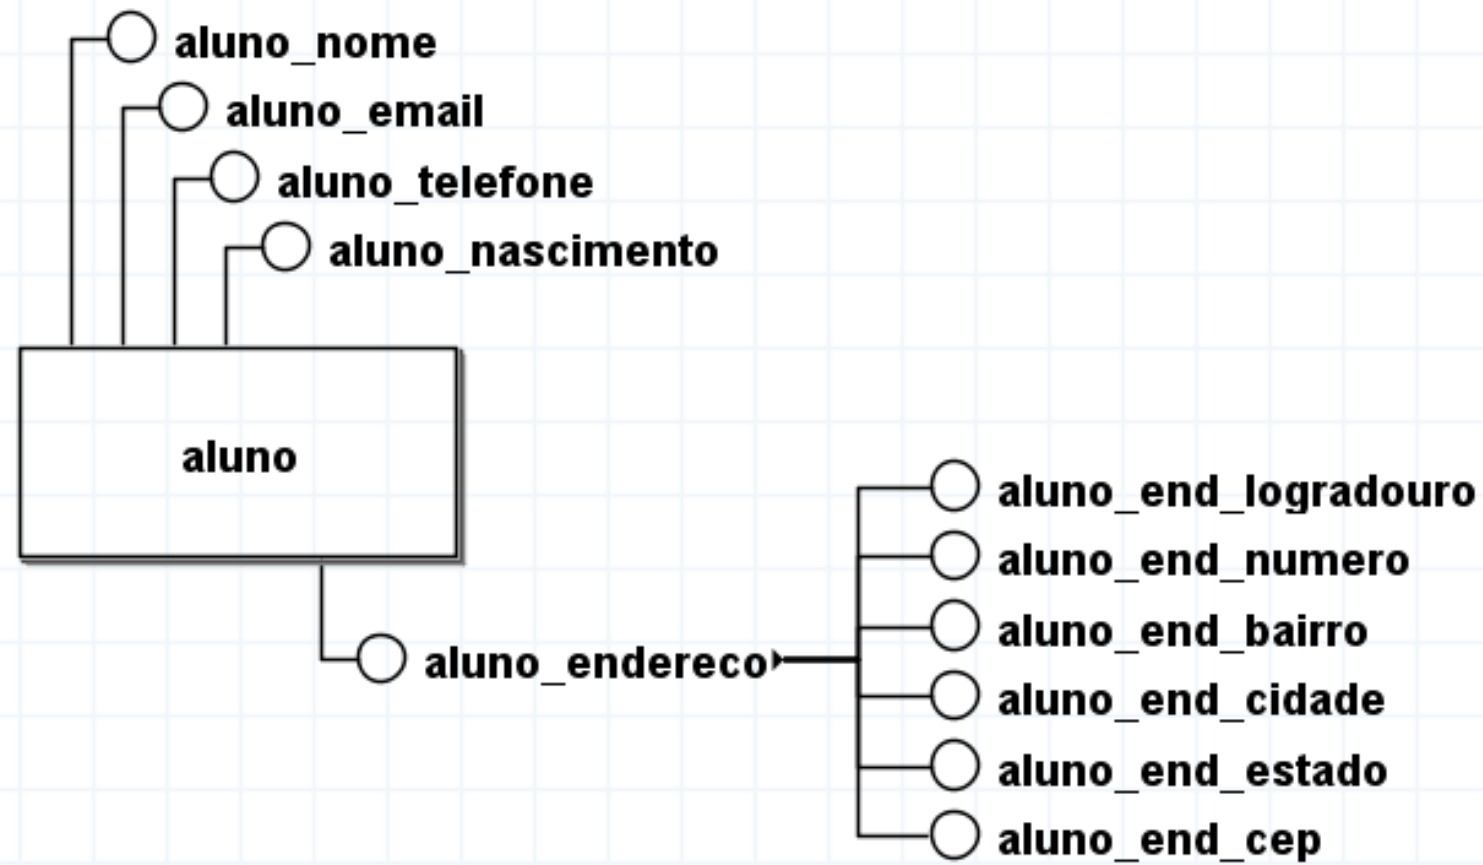 aluno_nome
aluno_email
aluno_telefone
aluno_nascimento
aluno
aluno_endereco
aluno_end_logradouro
aluno_end_numero
aluno_end_bairro
aluno_end_cidade
aluno_end_estado
aluno_end_cep